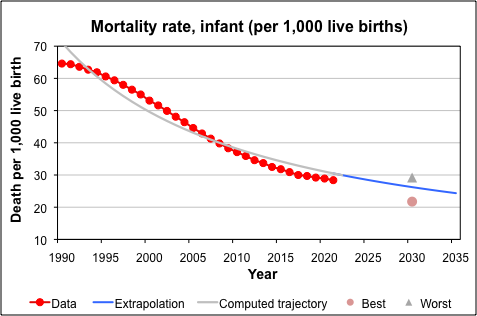 Mortality rate, infant (per 1,000 live births)
70
60
50
40
30
20
10
Death per 1,000 live birth
1990 1995 2000 2005 2010 2015 2020 2025 2030 2035
Year
Data Extrapolation Computed trajectory Best Worst